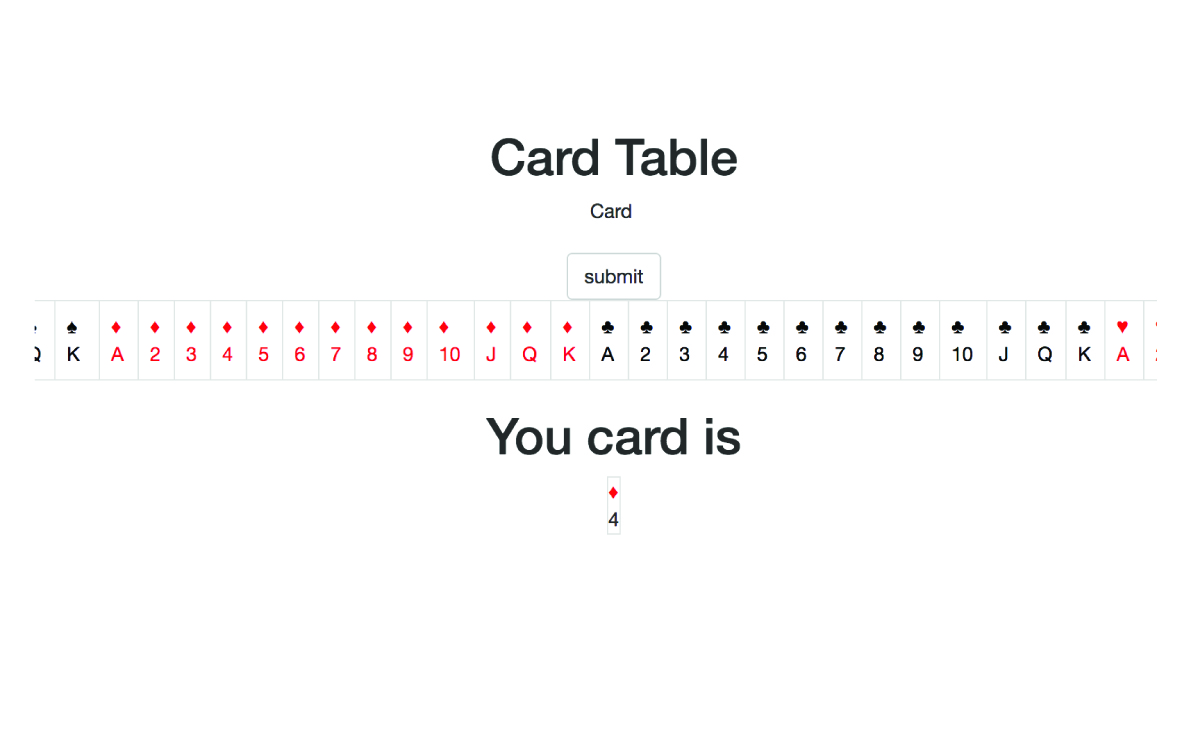 Card Table
Card
submit
♠ ♦ ♦ ♦ ♦ ♦ ♦ ♦ ♦ ♦ ♦ ♦ ♦ ♦ ♣ ♣ ♣ ♣ ♣ ♣ ♣ ♣ ♣ ♣ ♣ ♣ ♣ ♥
Q K A 2 3 4 5 6 7 8 9 10 J Q K A 2 3 4 5 6 7 8 9 10 J Q K A
You card is
♦
4